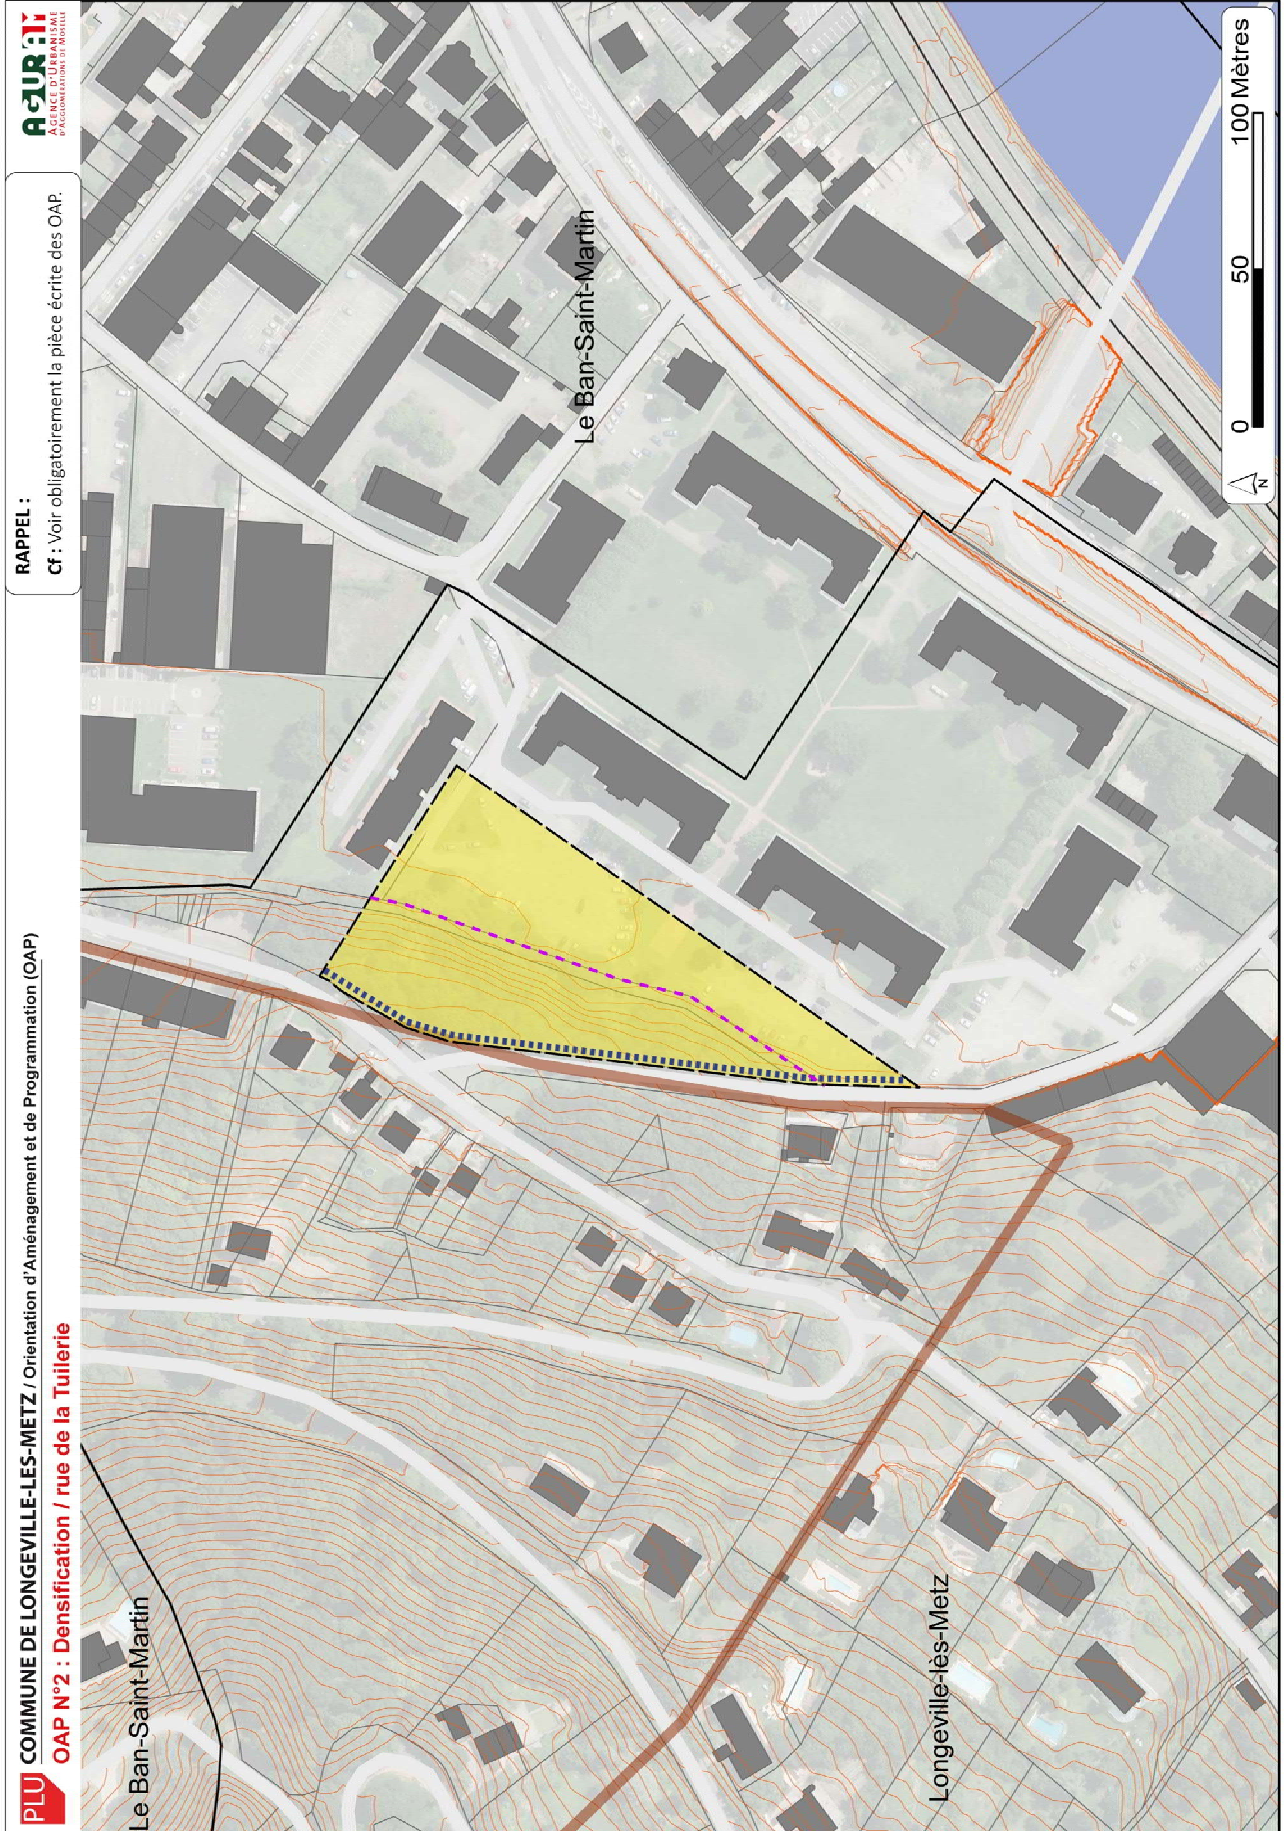 PLU
COMMUNE DE LONGEVILLE-LES-METZ / Orientation d'Aménagement et de Programmation (OAP)
OAP N°2 : Densification / rue de la Tuilerie
RAPPEL :
Cf : Voir obligatoirement la pièce écrite des OAP.
AGURAM
AGENCE D'URBANISME
D'AGGLOMÉRATIONS DE MOSELLE
Le Ban-Saint-Martin
Le Ban-Saint-Martin
Longeville-lès-Metz
N
0 50 100 Mètres